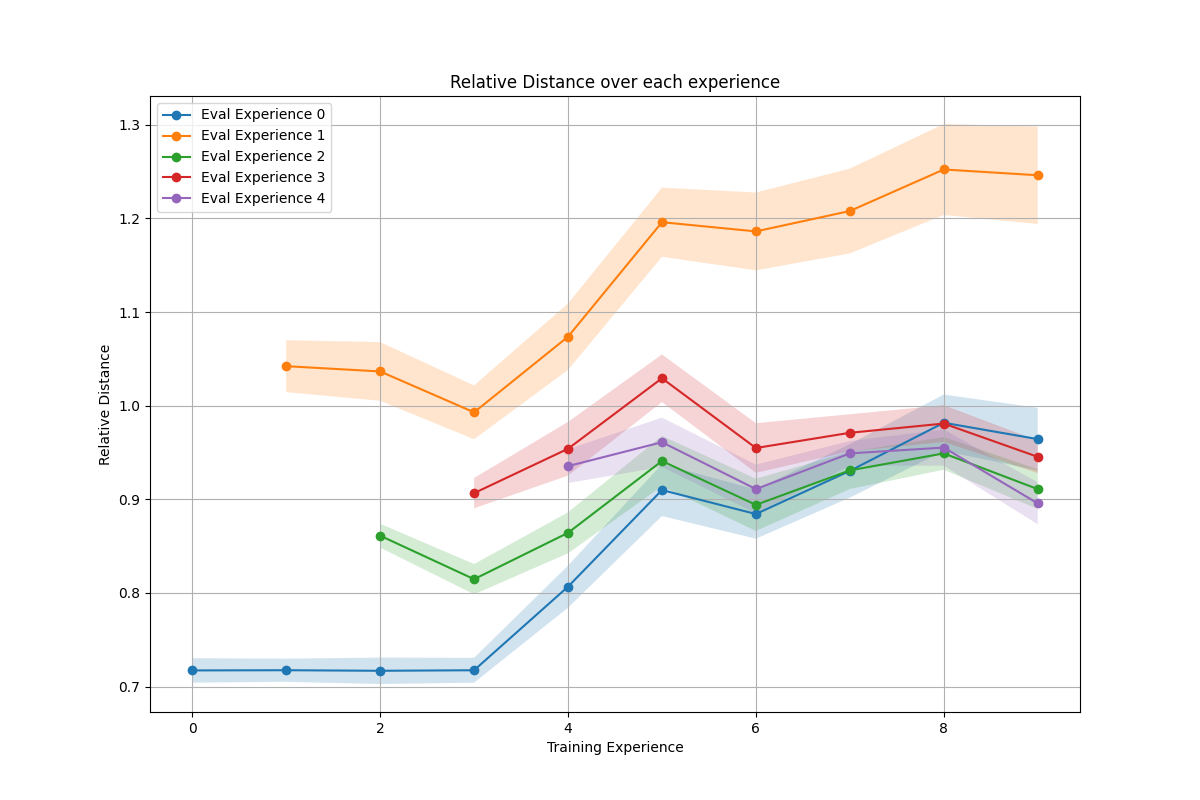 Relative Distance over each experience
Eval Experience 0
Eval Experience 1
Eval Experience 2
Eval Experience 3
Eval Experience 4
1.3
1.2
1.1
1.0
0.9
0.8
0.7
Relative Distance
0 2 4 6 8
Training Experience